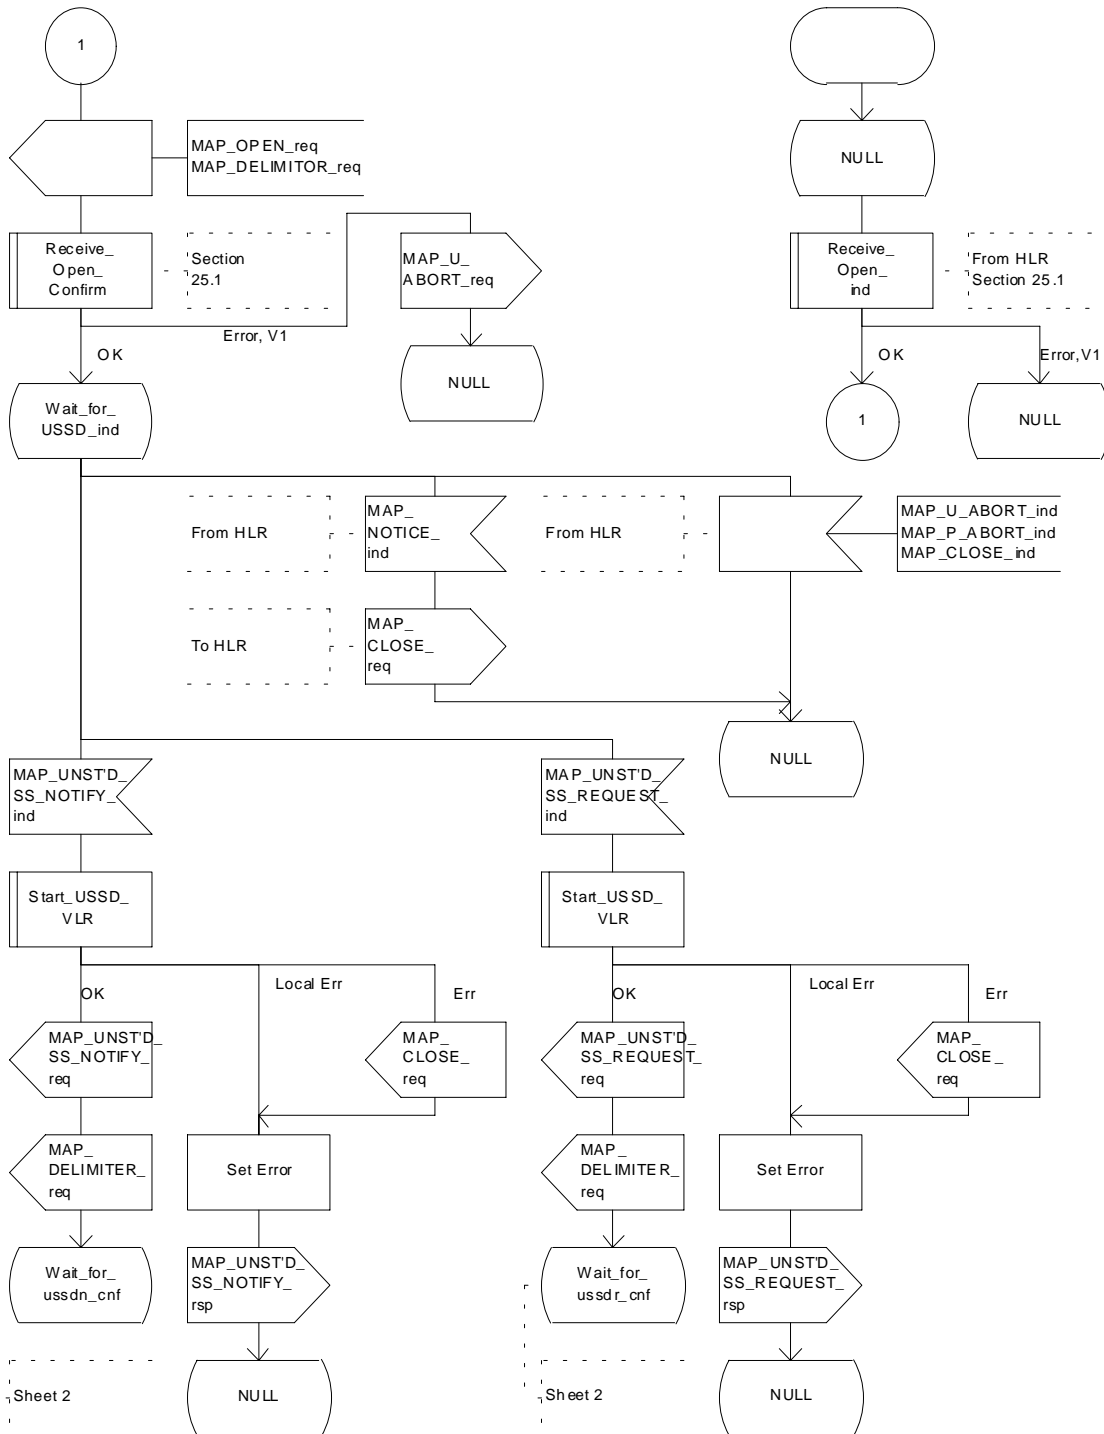 1
MAP_OPEN_req
MAP_DELIMITOR_req
NULL
Receive_
Open_
Confirm
Section
25.1
MAP_U_
ABORT_req
Receive_
Open_
ind
From HLR
Section 25.1
Error, V1
OK
NULL
OK
Error,V1
Wait_for_
USSD_ind
1
NULL
From HLR
MAP_
NOTICE_
ind
From HLR
MAP_U_ABORT_ind
MAP_P_ABORT_ind
MAP_CLOSE_ind
To HLR
MAP_
CLOSE_
req
NULL
MAP_UNST'D_
SS_NOTIFY_
ind
MAP_UNST'D_
SS_REQUEST_
ind
Start_USSD_
VLR
Start_USSD_
VLR
OK
Local Err
Err
OK
Local Err
Err
MAP_UNST'D_
SS_NOTIFY_
req
MAP_
CLOSE_
req
MAP_UNST'D_
SS_REQUEST_
req
MAP_
CLOSE_
req
MAP_
DELIMITER_
req
Set Error
MAP_
DELIMITER_
req
Set Error
Wait_for_
ussdn_cnf
MAP_UNST'D_
SS_NOTIFY_
rsp
Wait_for_
ussdr_cnf
MAP_UNST'D_
SS_REQUEST_
rsp
Sheet 2
NULL
Sheet 2
NULL